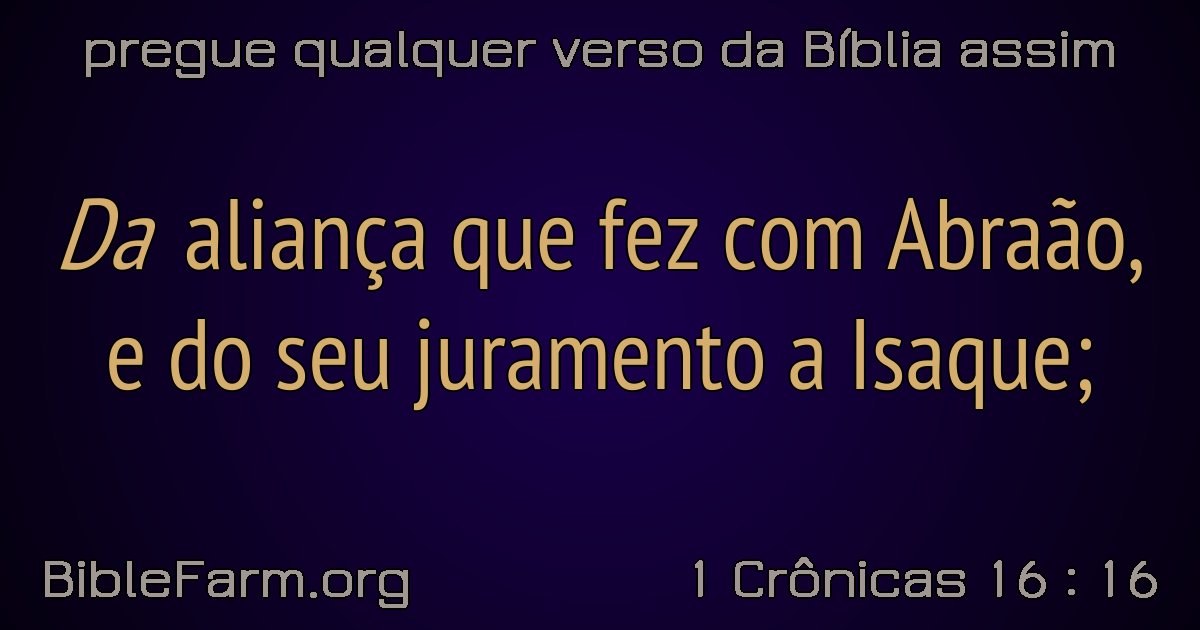 pregue qualquer verso da Bíblia assim
Da aliança que fez com Abraão,
e do seu juramento a Isaque;
BibleFarm.org
1 Crônicas 16 : 16